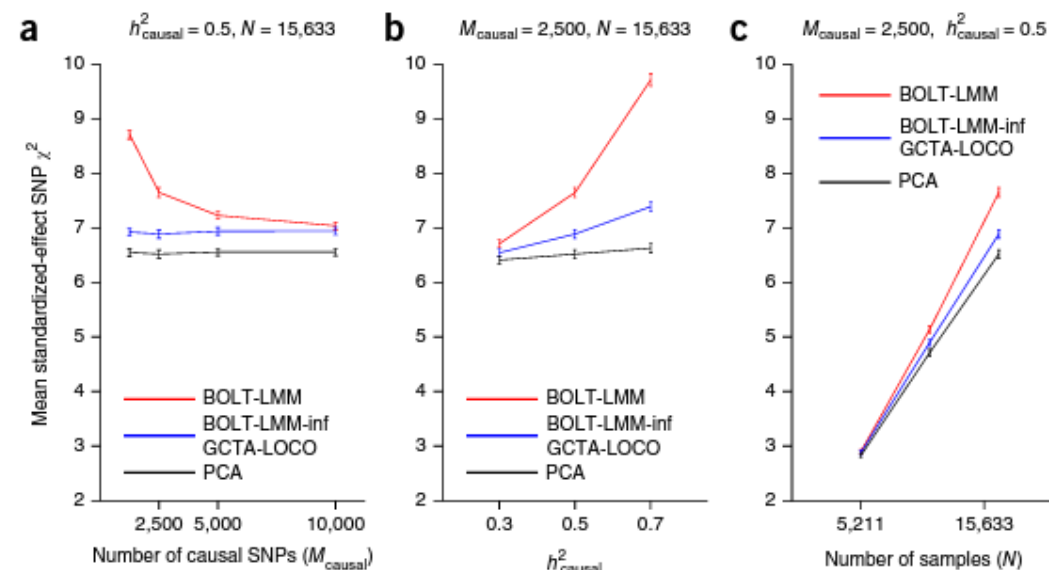 a
h²causal = 0.5, N = 15,633
Mean standardized-effect SNP χ²
10
9
8
7
6
5
4
3
2
BOLT-LMM
BOLT-LMM-inf
GCTA-LOCO
PCA
2,500 5,000 10,000
Number of causal SNPs (Mcausal)
b
Mcausal = 2,500, N = 15,633
10
9
8
7
6
5
4
3
2
BOLT-LMM
BOLT-LMM-inf
GCTA-LOCO
PCA
0.3 0.5 0.7
h²causal
c
Mcausal = 2,500, h²causal = 0.5
10
9
8
7
6
5
4
3
2
BOLT-LMM
BOLT-LMM-inf
GCTA-LOCO
PCA
5,211 15,633
Number of samples (N)